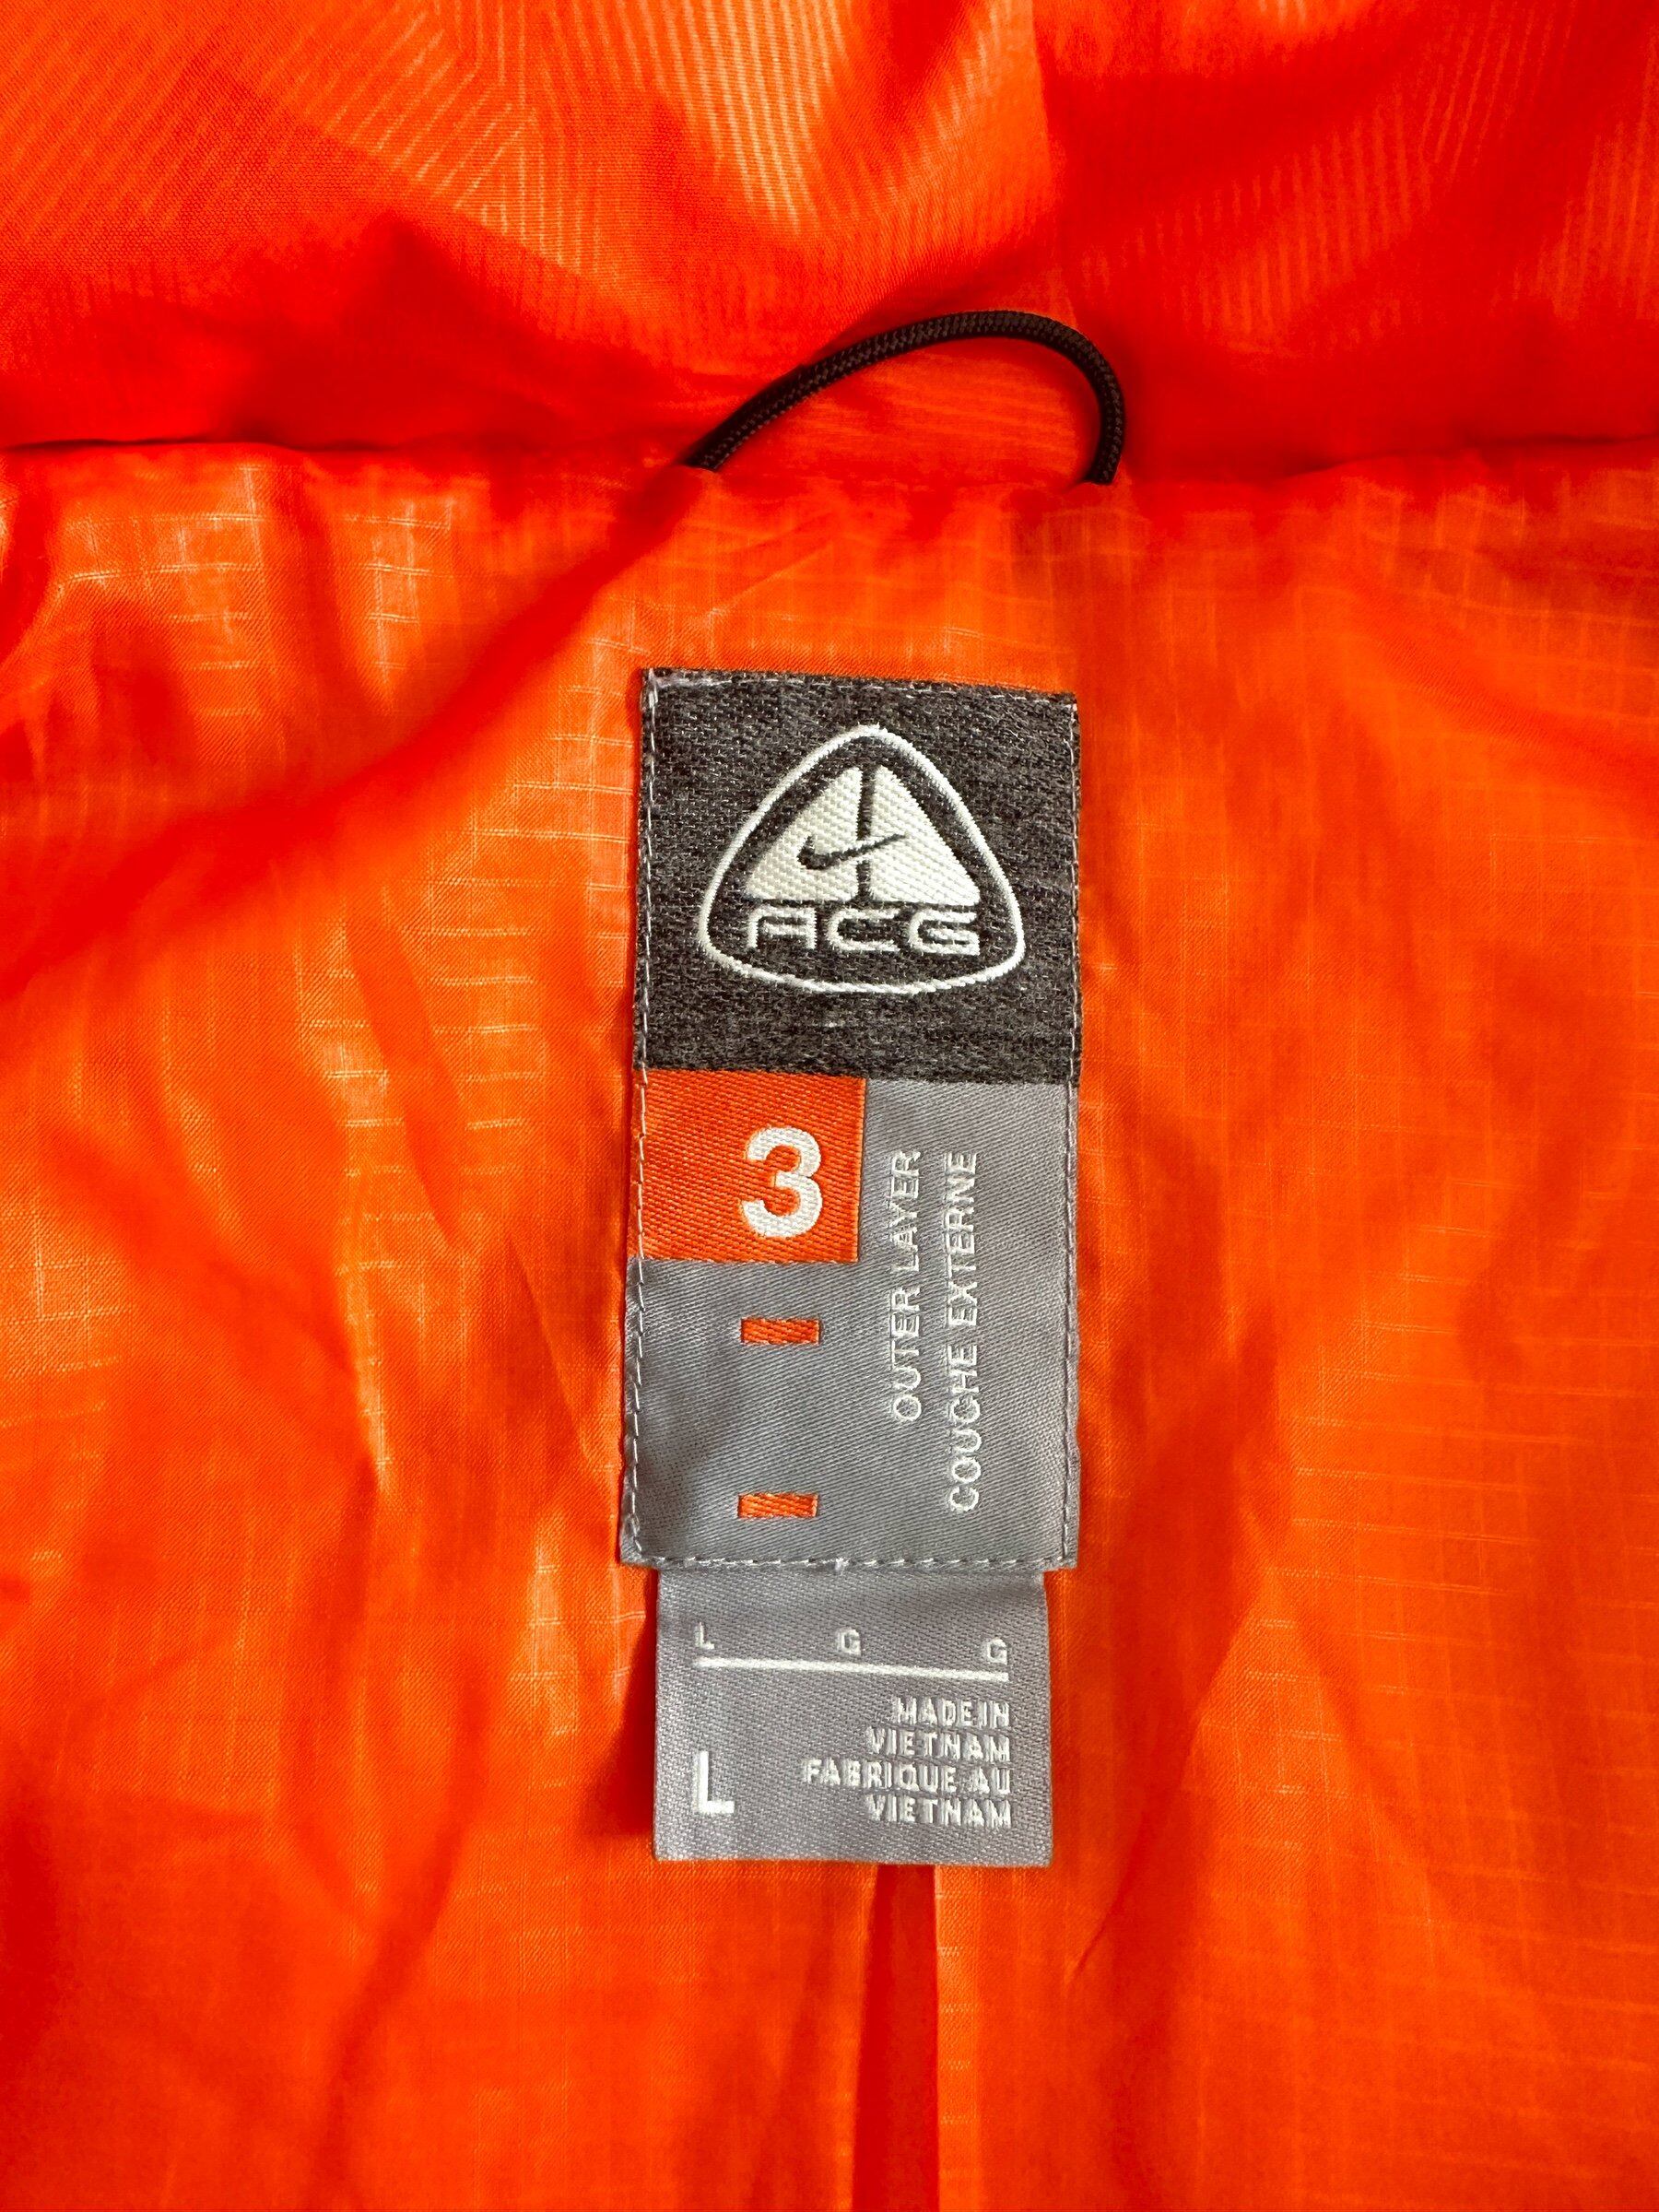 ACG
3
OUTER LAYER
COUCHE EXTERNE
L G G
L
MADE IN
VIETNAM
FABRIQUE AU
VIETNAM